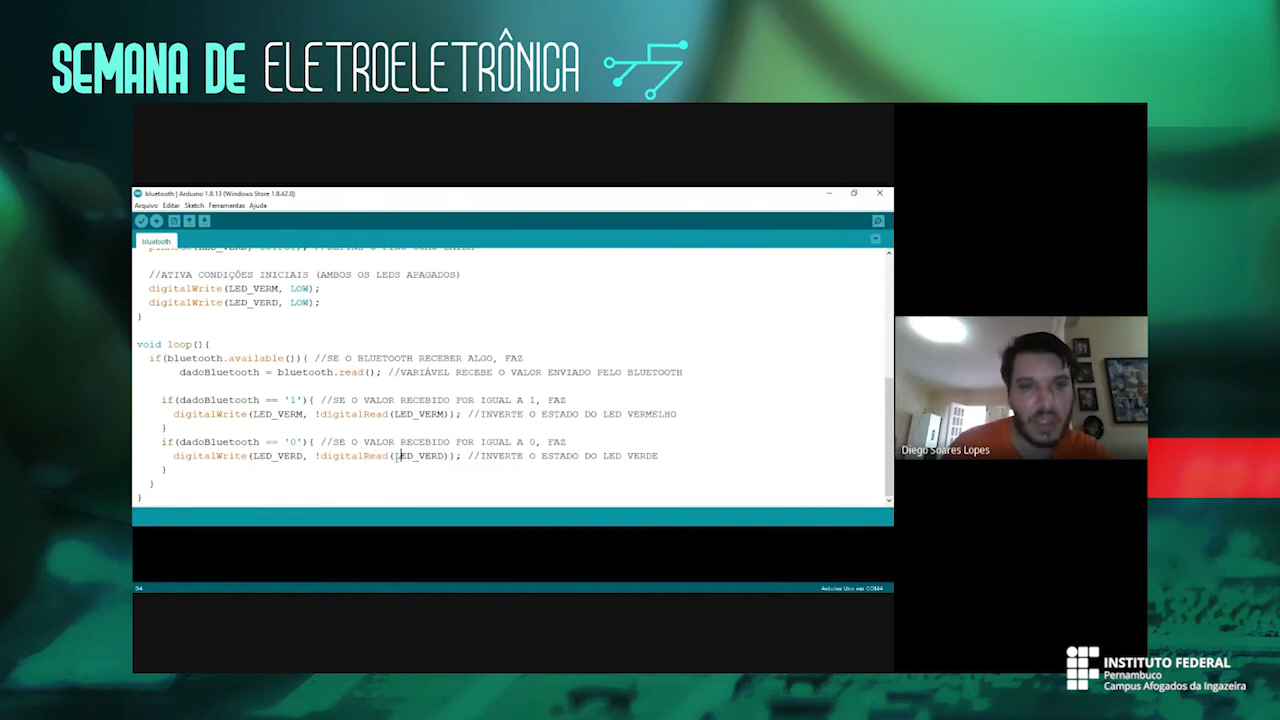 SEMANA DE ELETROELETRÔNICA
bluetooth | Arduino 1.8.13 (Windows Store 1.8.42.0)
Arquivo Editar Sketch Ferramentas Ajuda
bluetooth
//ATIVA CONDIÇÕES INICIAIS (AMBOS OS LEDS APAGADOS)
digitalWrite(LED_VERM, LOW);
digitalWrite(LED_VERD, LOW);
}
void loop(){
if(bluetooth.available()){ //SE O BLUETOOTH RECEBER ALGO, FAZ
dadoBluetooth = bluetooth.read(); //VARIÁVEL RECEBE O VALOR ENVIADO PELO BLUETOOTH
if(dadoBluetooth == '1'){ //SE O VALOR RECEBIDO FOR IGUAL A 1, FAZ
digitalWrite(LED_VERM, !digitalRead(LED_VERM)); //INVERTE O ESTADO DO LED VERMELHO
}
if(dadoBluetooth == '0'){ //SE O VALOR RECEBIDO FOR IGUAL A 0, FAZ
digitalWrite(LED_VERD, !digitalRead(LED_VERD)); //INVERTE O ESTADO DO LED VERDE
}
}
}
34
Arduino Uno em COM4
Diego Soares Lopes
INSTITUTO FEDERAL
Pernambuco
Campus Afogados da Ingazeira